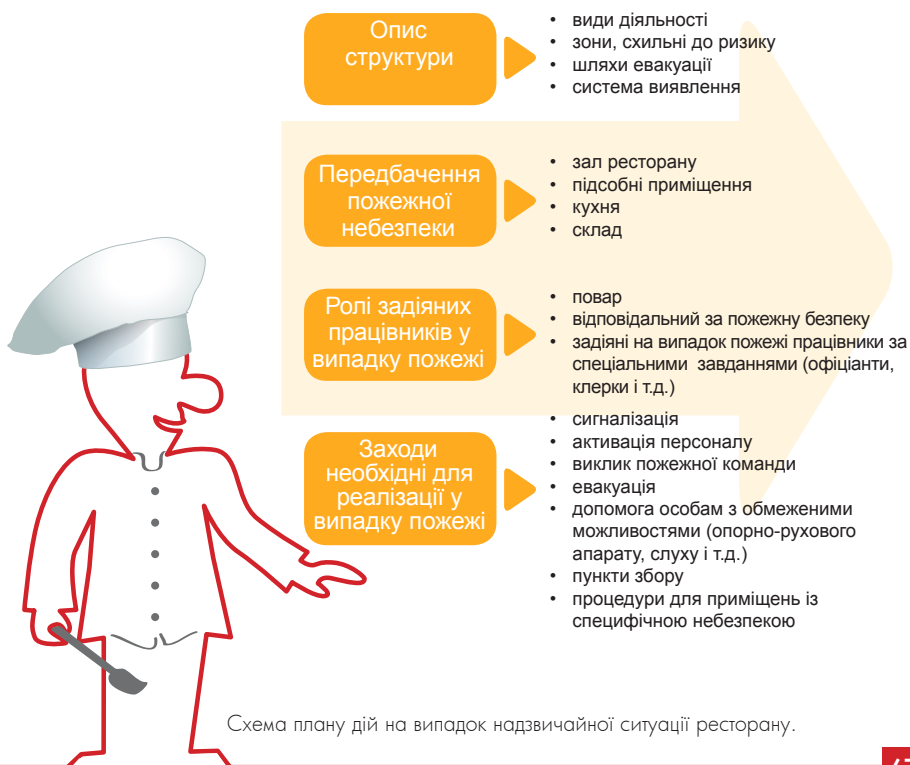 Опис
структури
• види діяльності
• зони, схильні до ризику
• шляхи евакуації
• система виявлення
Передбачення
пожежної
небезпеки
• зал ресторану
• підсобні приміщення
• кухня
• склад
Ролі задіяних
працівників у
випадку пожежі
• повар
• відповідальний за пожежну безпеку
• задіяні на випадок пожежі працівники за
спеціальними завданнями (офіціанти,
клерки і т.д.)
Заходи
необхідні для
реалізації у
випадку пожежі
• сигналізація
• активація персоналу
• виклик пожежної команди
• евакуація
• допомога особам з обмеженими
можливостями (опорно-рухового
апарату, слуху і т.д.)
• пункти збору
• процедури для приміщень із
специфічною небезпекою
Схема плану дій на випадок надзвичайної ситуації ресторану.